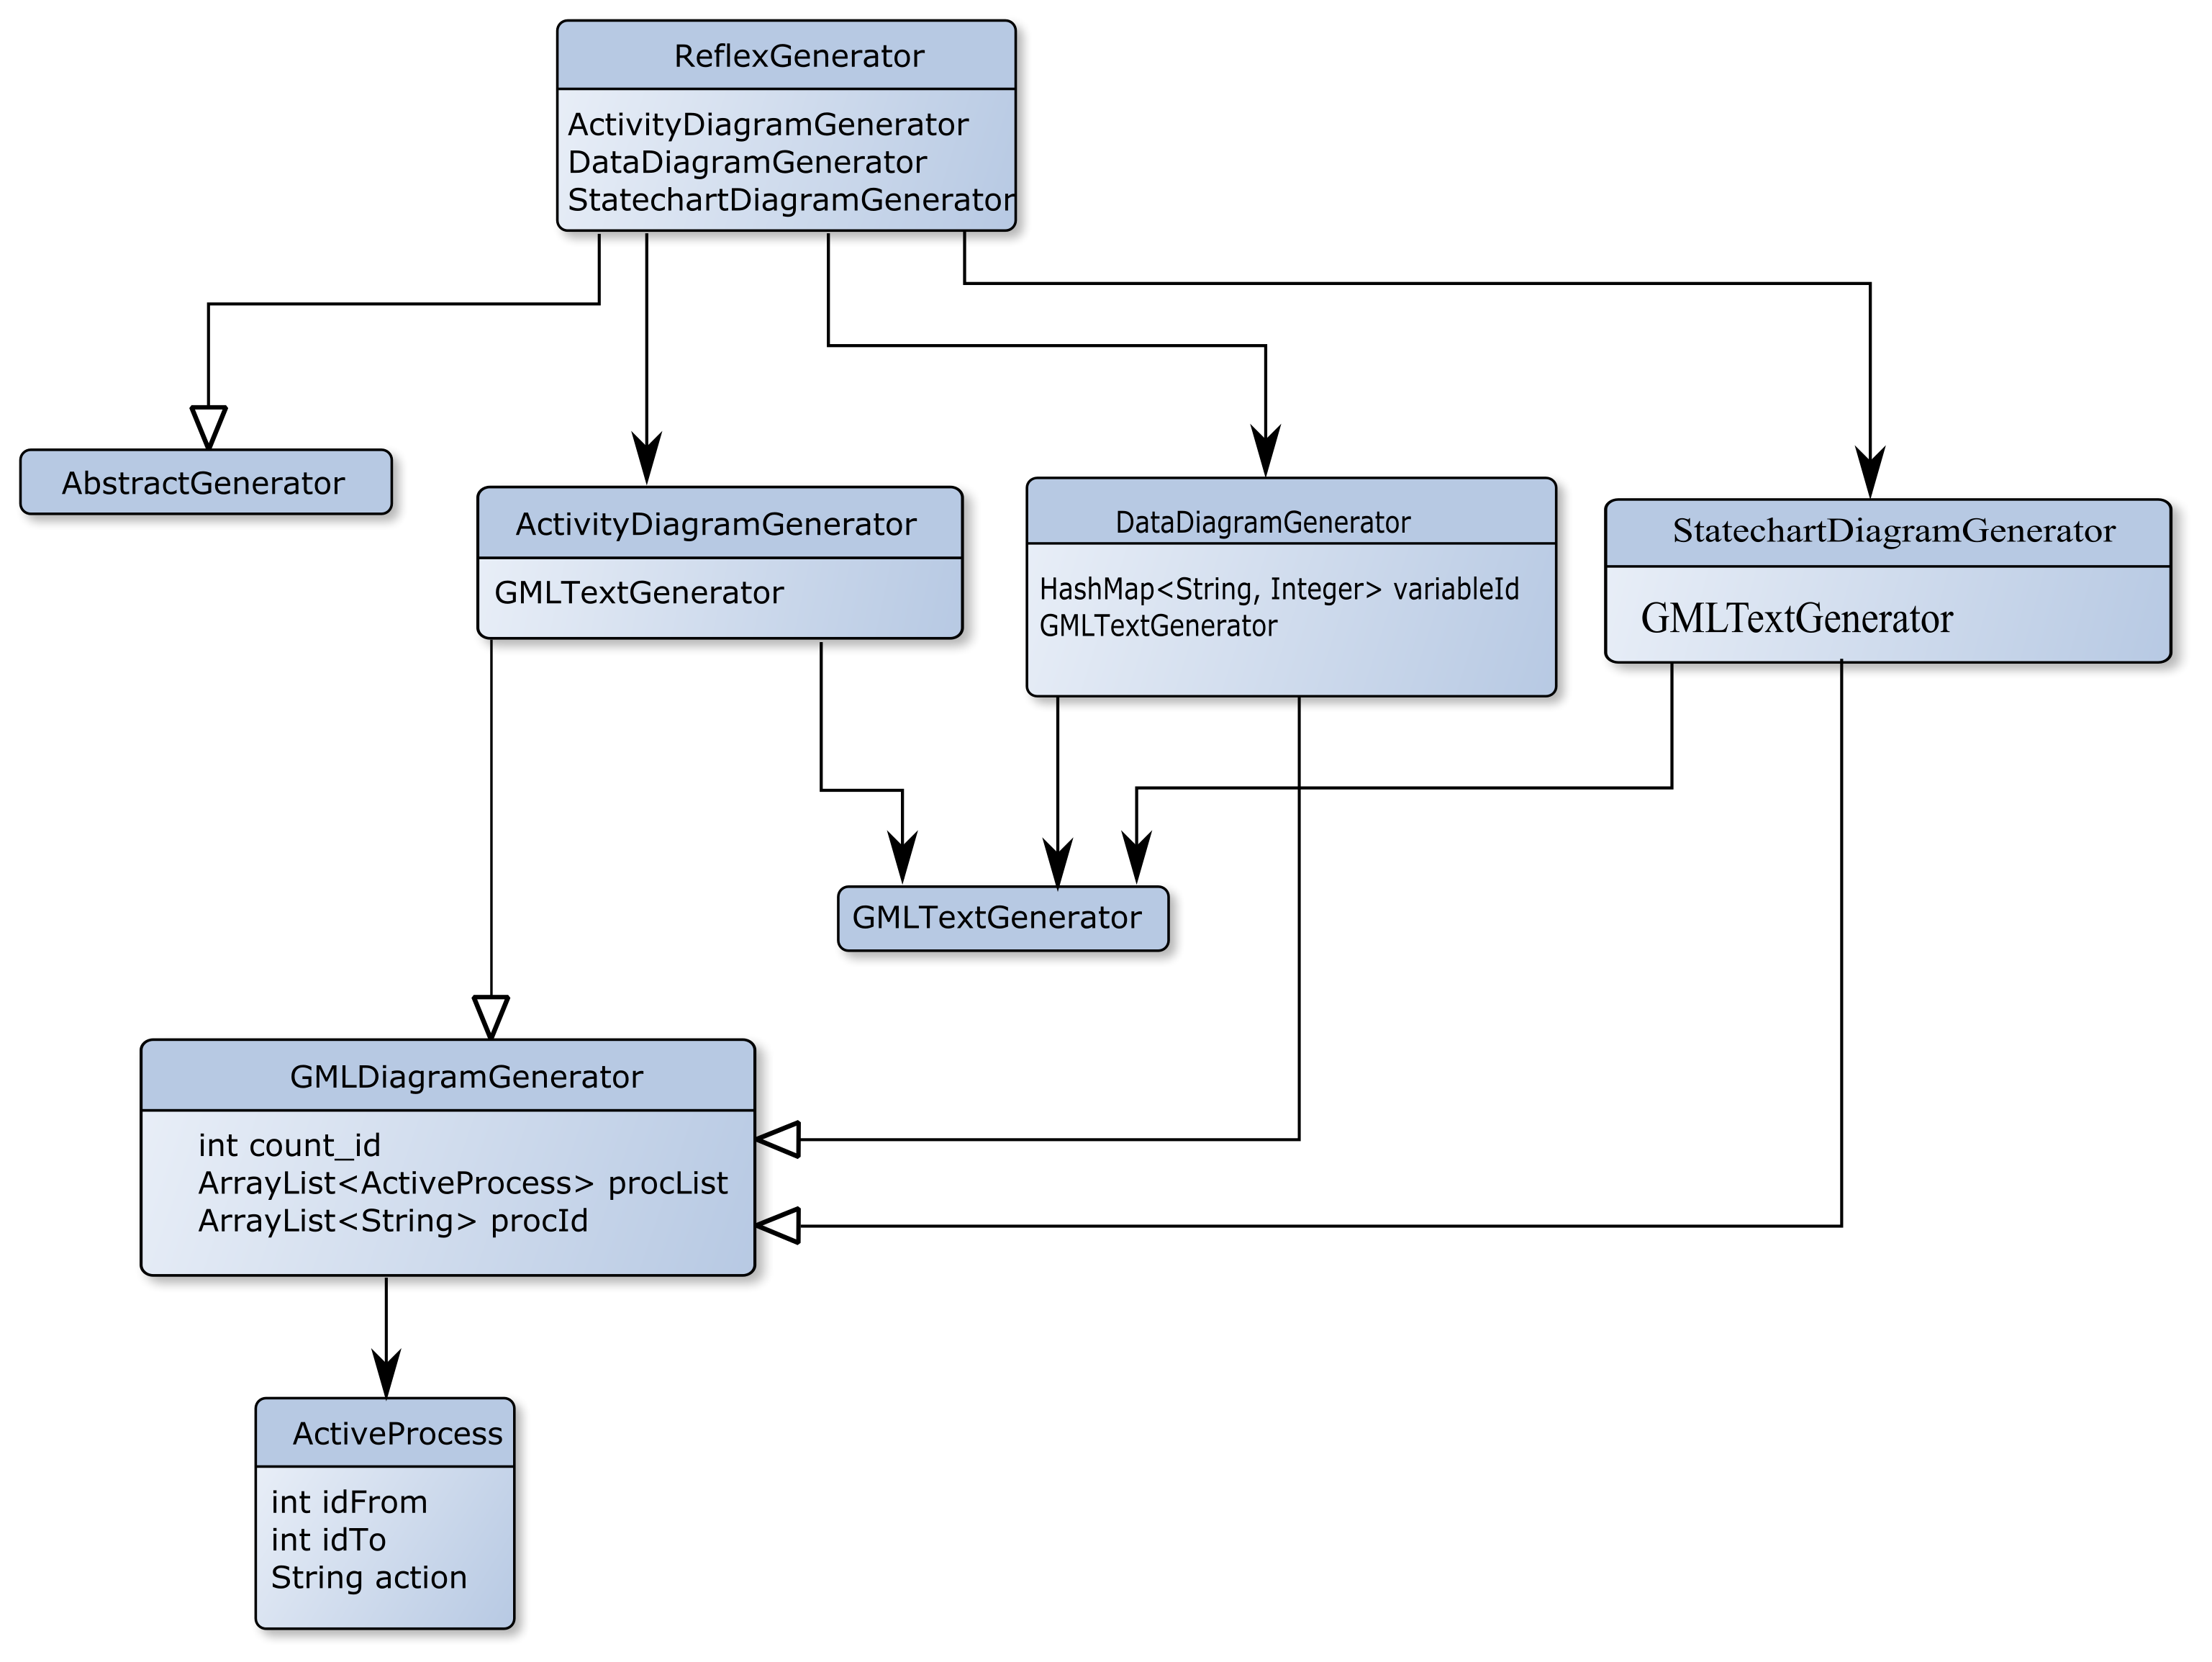 ReflexGenerator
ActivityDiagramGenerator
DataDiagramGenerator
StatechartDiagramGenerator
AbstractGenerator
ActivityDiagramGenerator
GMLTextGenerator
DataDiagramGenerator
HashMap<String, Integer> variableId
GMLTextGenerator
StatechartDiagramGenerator
GMLTextGenerator
GMLTextGenerator
GMLDiagramGenerator
int count_id
ArrayList<ActiveProcess> procList
ArrayList<String> procId
ActiveProcess
int idFrom
int idTo
String action